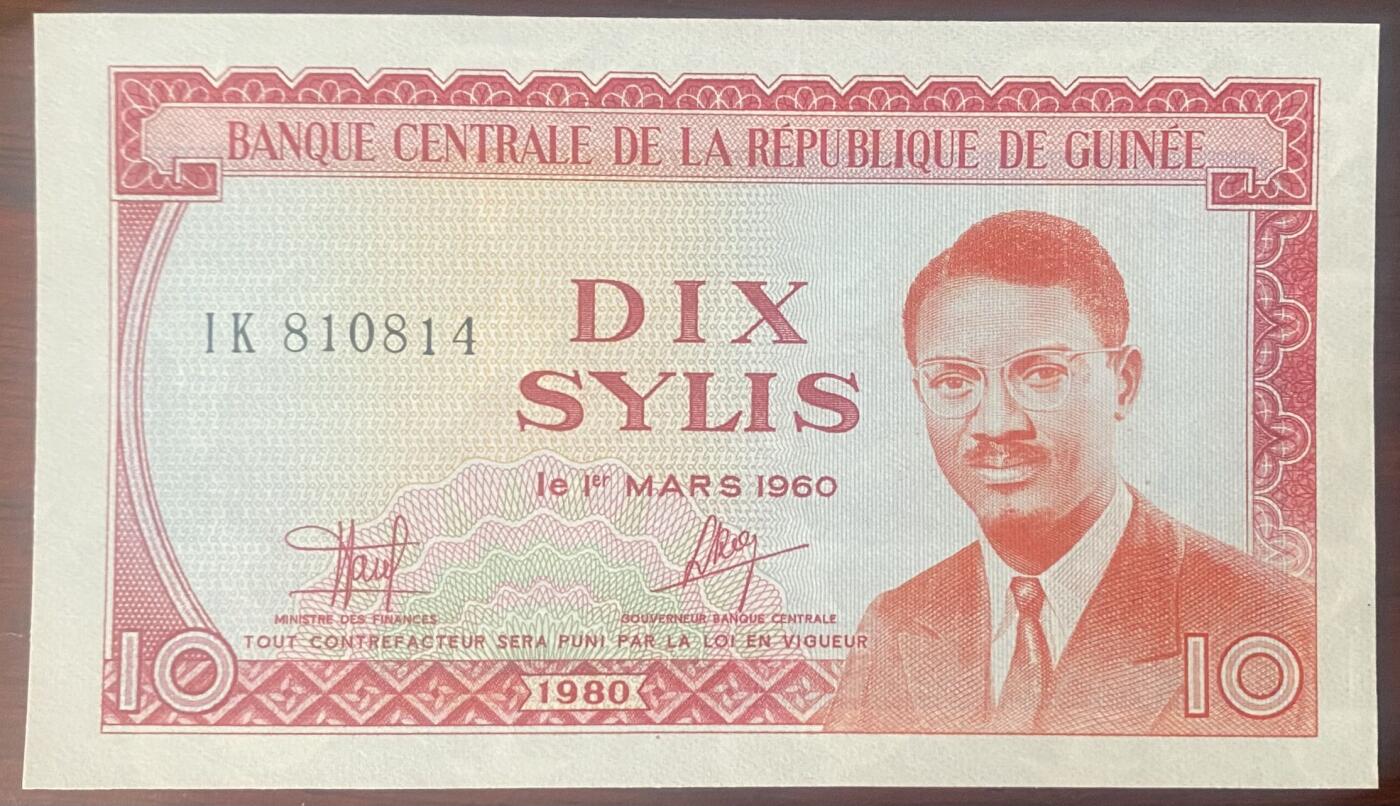 BANQUE CENTRALE DE LA RÉPUBLIQUE DE GUINÉE
IK 810814
DIX
SYLIS
le 1er MARS 1960
MINISTRE DES FINANCES
GOUVERNEUR BANQUE CENTRALE
TOUT CONTREFACTEUR SERA PUNI PAR LA LOI EN VIGUEUR
10
1980
10